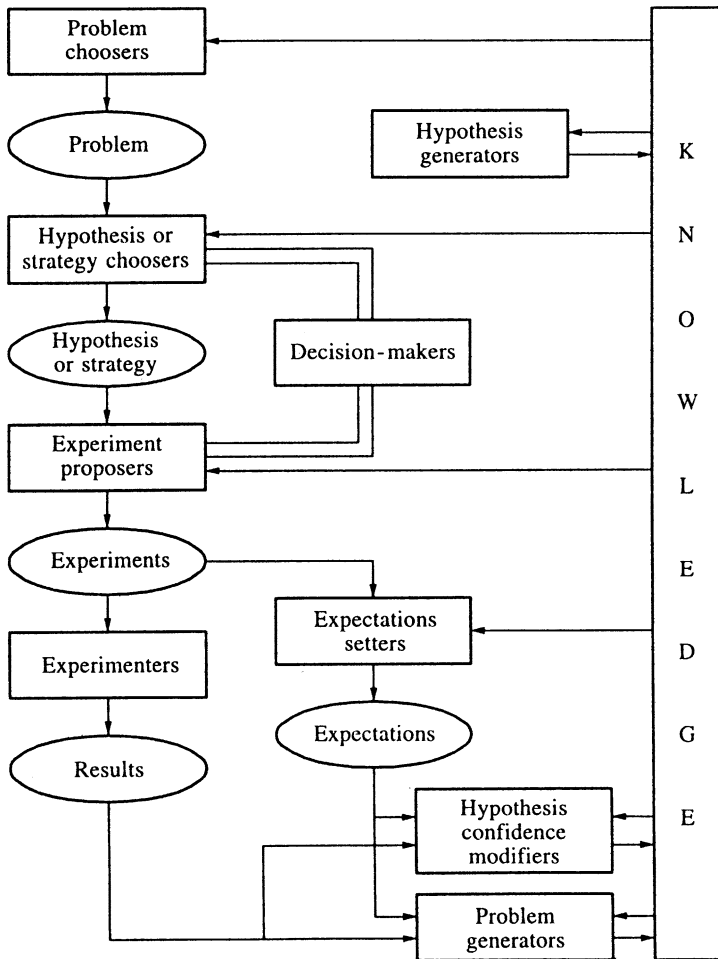 Problem
choosers
Problem
Hypothesis
generators
Hypothesis or
strategy choosers
Hypothesis
or strategy
Decision-makers
Experiment
proposers
Experiments
Expectations
setters
Experimenters
Expectations
Results
Hypothesis
confidence
modifiers
Problem
generators
K
N
O
W
L
E
D
G
E